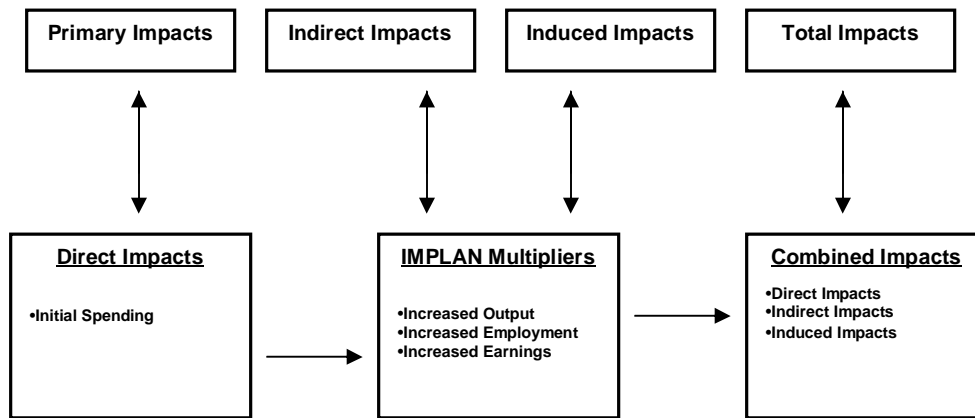 Primary Impacts
Indirect Impacts
Induced Impacts
Total Impacts
Direct Impacts
•Initial Spending
IMPLAN Multipliers
•Increased Output
•Increased Employment
•Increased Earnings
Combined Impacts
•Direct Impacts
•Indirect Impacts
•Induced Impacts